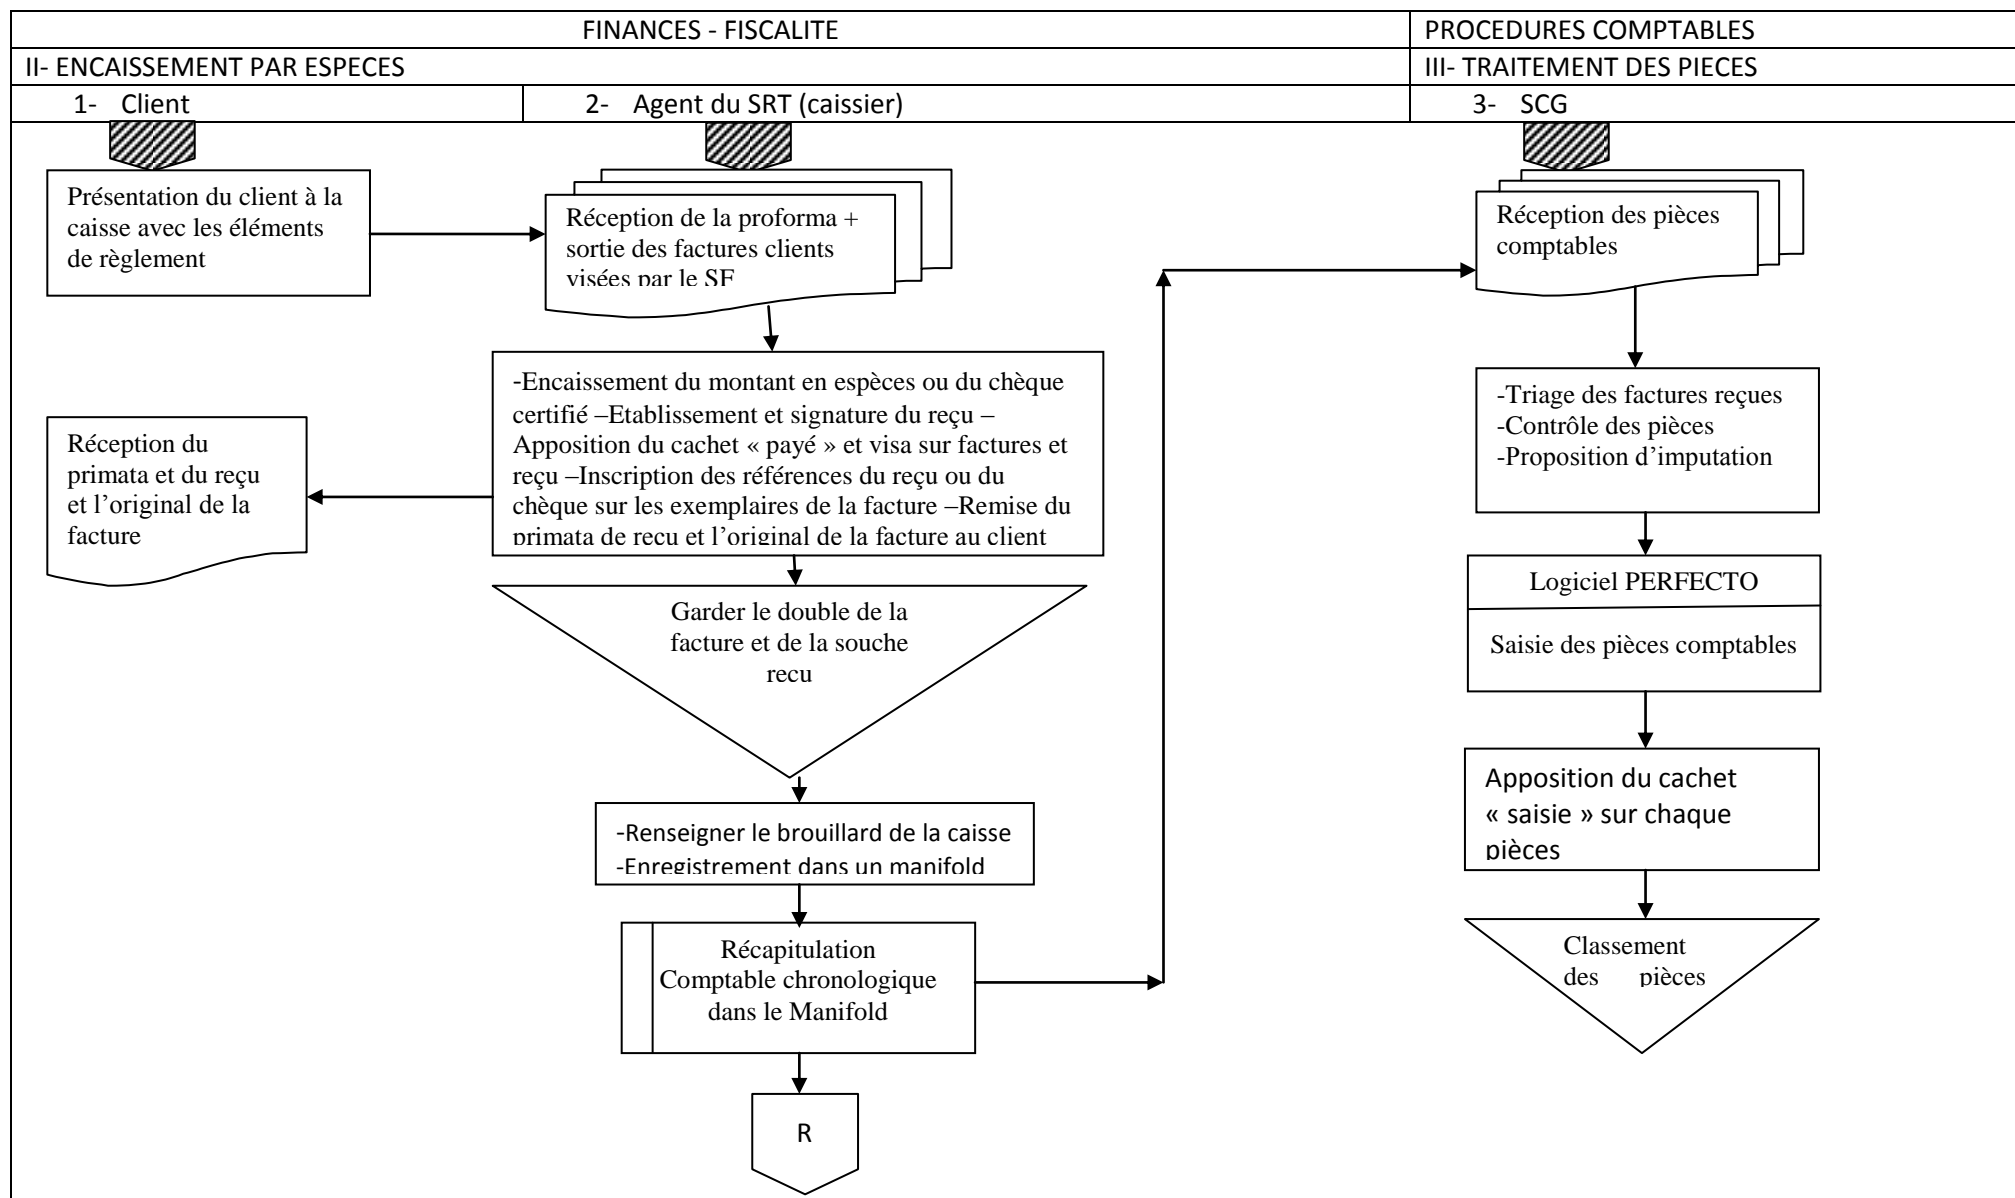 FINANCES - FISCALITE
PROCEDURES COMPTABLES
II- ENCAISSEMENT PAR ESPECES
III- TRAITEMENT DES PIECES
1- Client
2- Agent du SRT (caissier)
3- SCG
Présentation du client à la
caisse avec les éléments
de règlement
Réception de la proforma +
sortie des factures clients
visées par le SF
Réception des pièces
comptables
-Encaissement du montant en espèces ou du chèque
certifié –Etablissement et signature du reçu –
Apposition du cachet « payé » et visa sur factures et
reçu –Inscription des références du reçu ou du
chèque sur les exemplaires de la facture –Remise du
primata de reçu et l’original de la facture au client
Réception du
primata et du reçu
et l’original de la
facture
-Triage des factures reçues
-Contrôle des pièces
-Proposition d’imputation
Logiciel PERFECTO
Saisie des pièces comptables
Garder le double de la
facture et de la souche
reçu
Apposition du cachet
« saisie » sur chaque
pièces
-Renseigner le brouillard de la caisse
-Enregistrement dans un manifold
Récapitulation
Comptable chronologique
dans le Manifold
Classement
des pièces
R